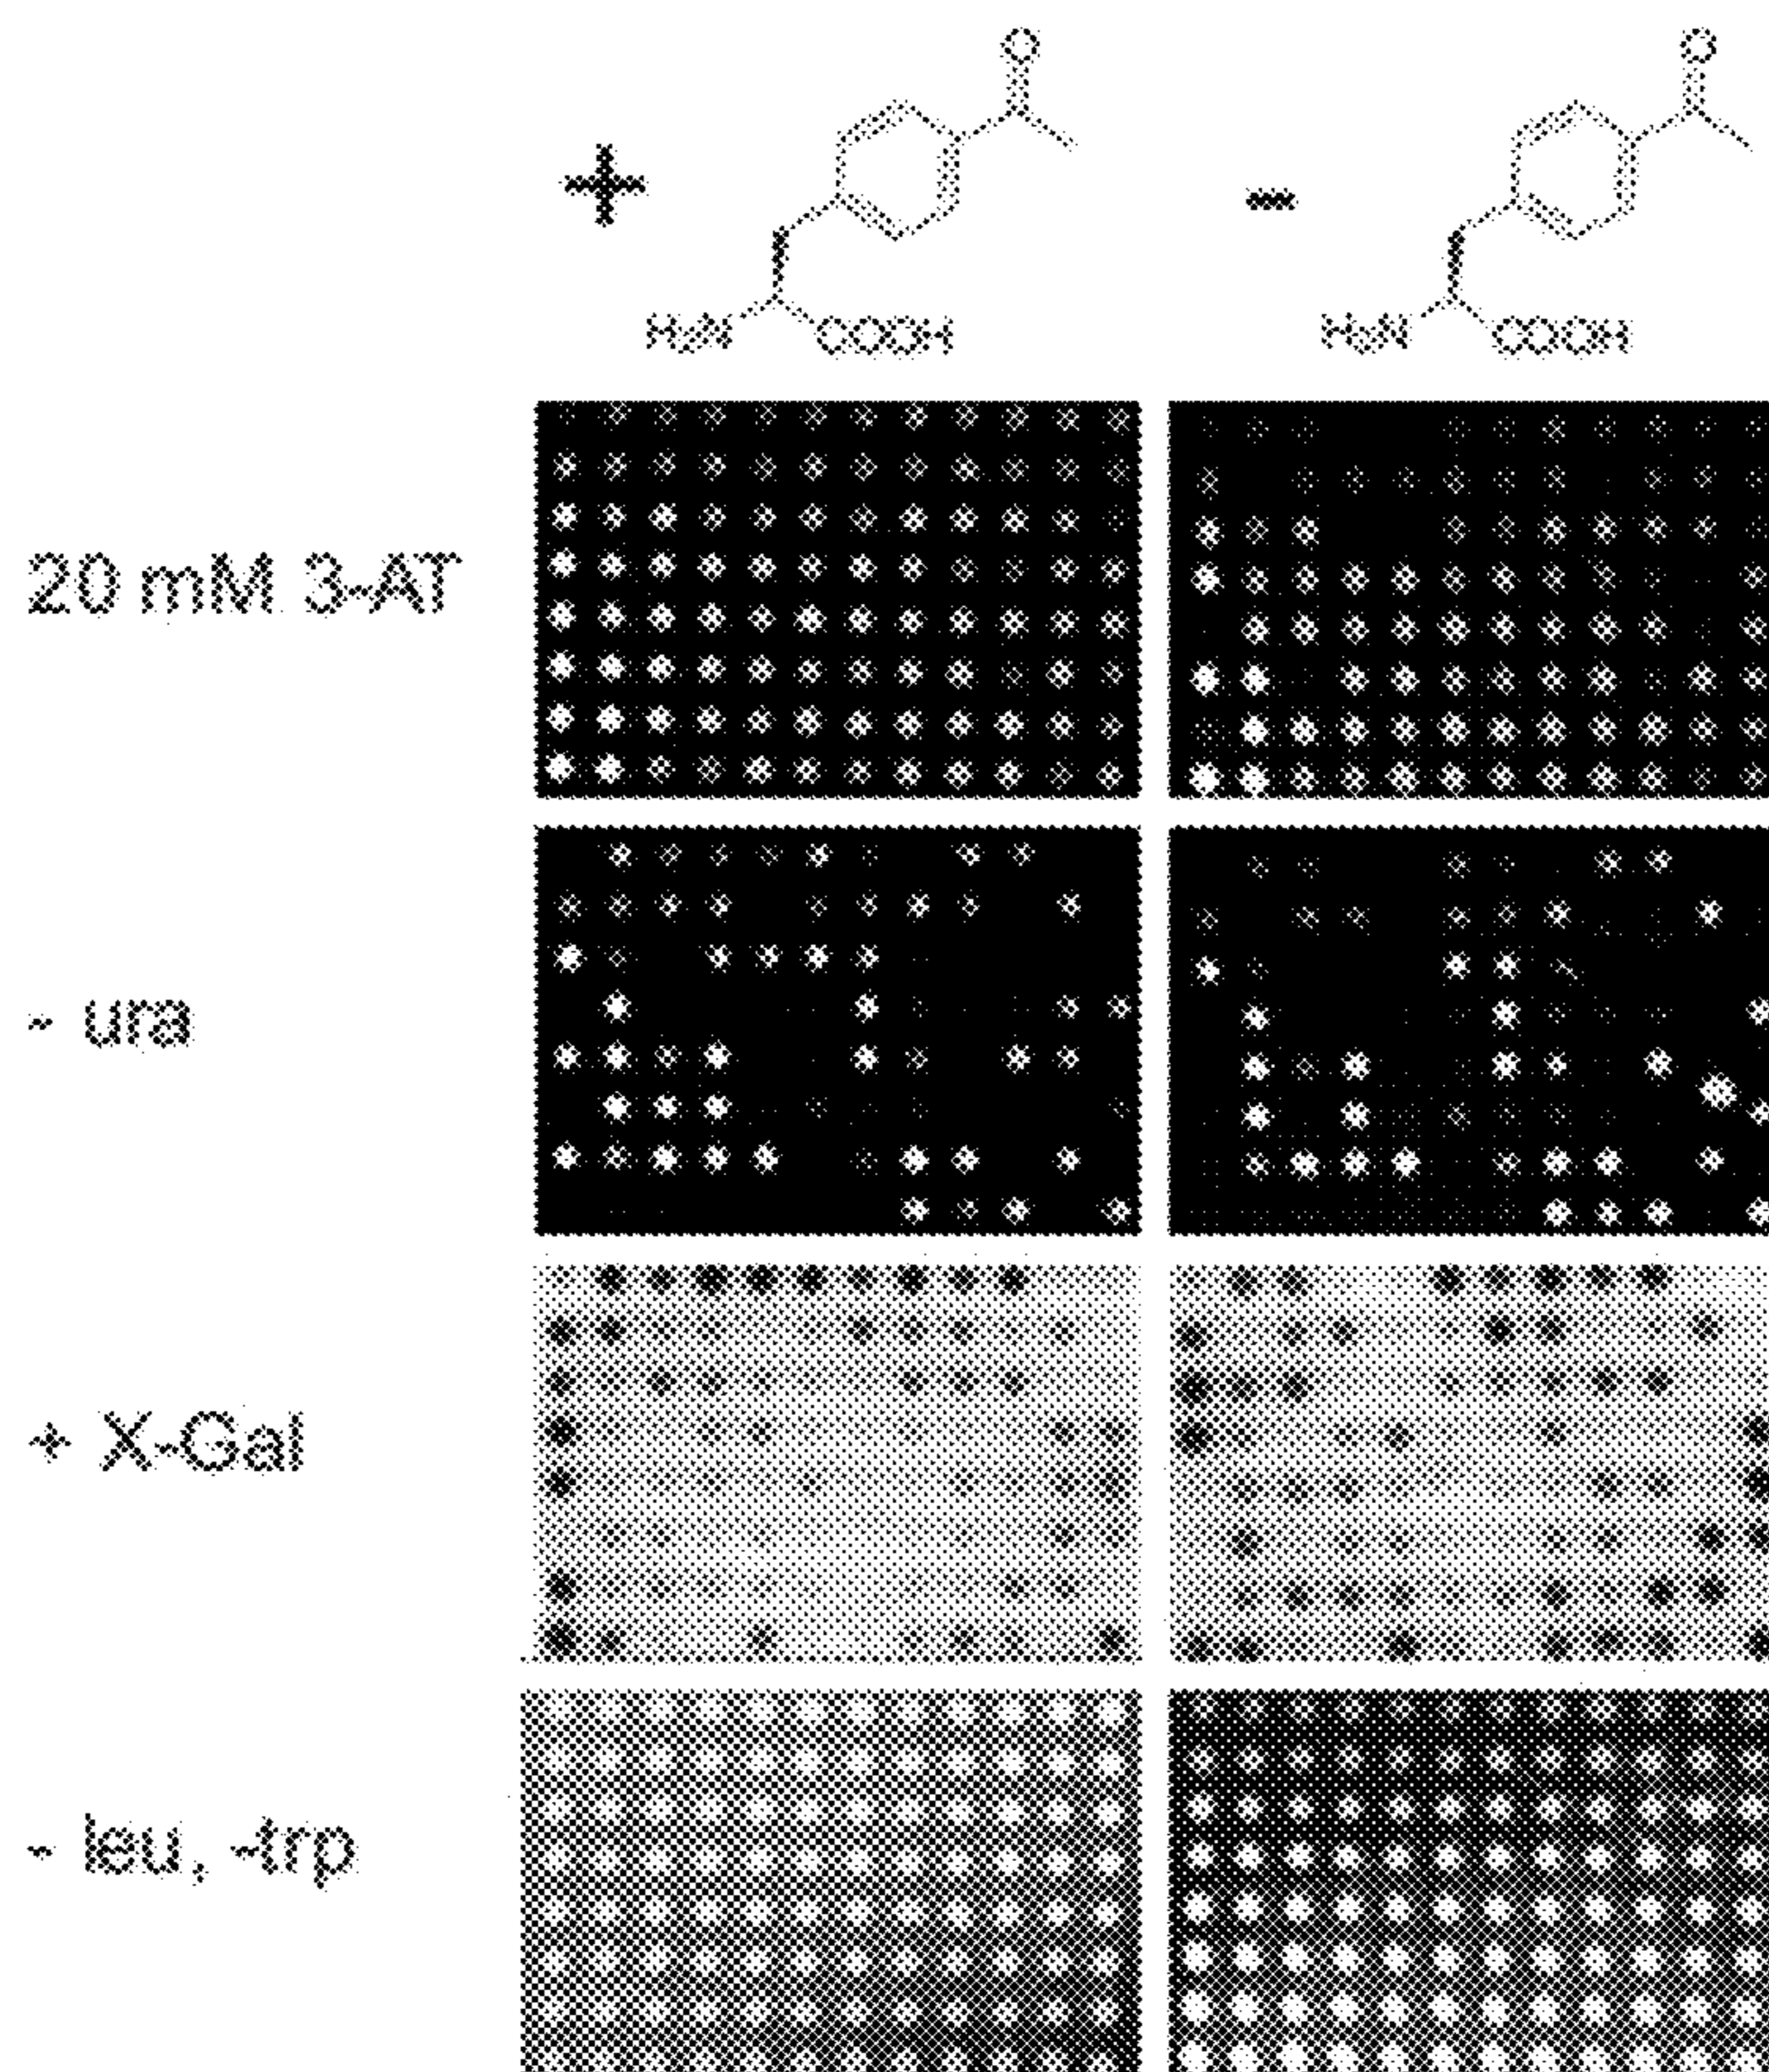 + O − O
H₂N COOH H₂N COOH
20 mM 3-AT
- ura
+ X-Gal
- leu, -trp